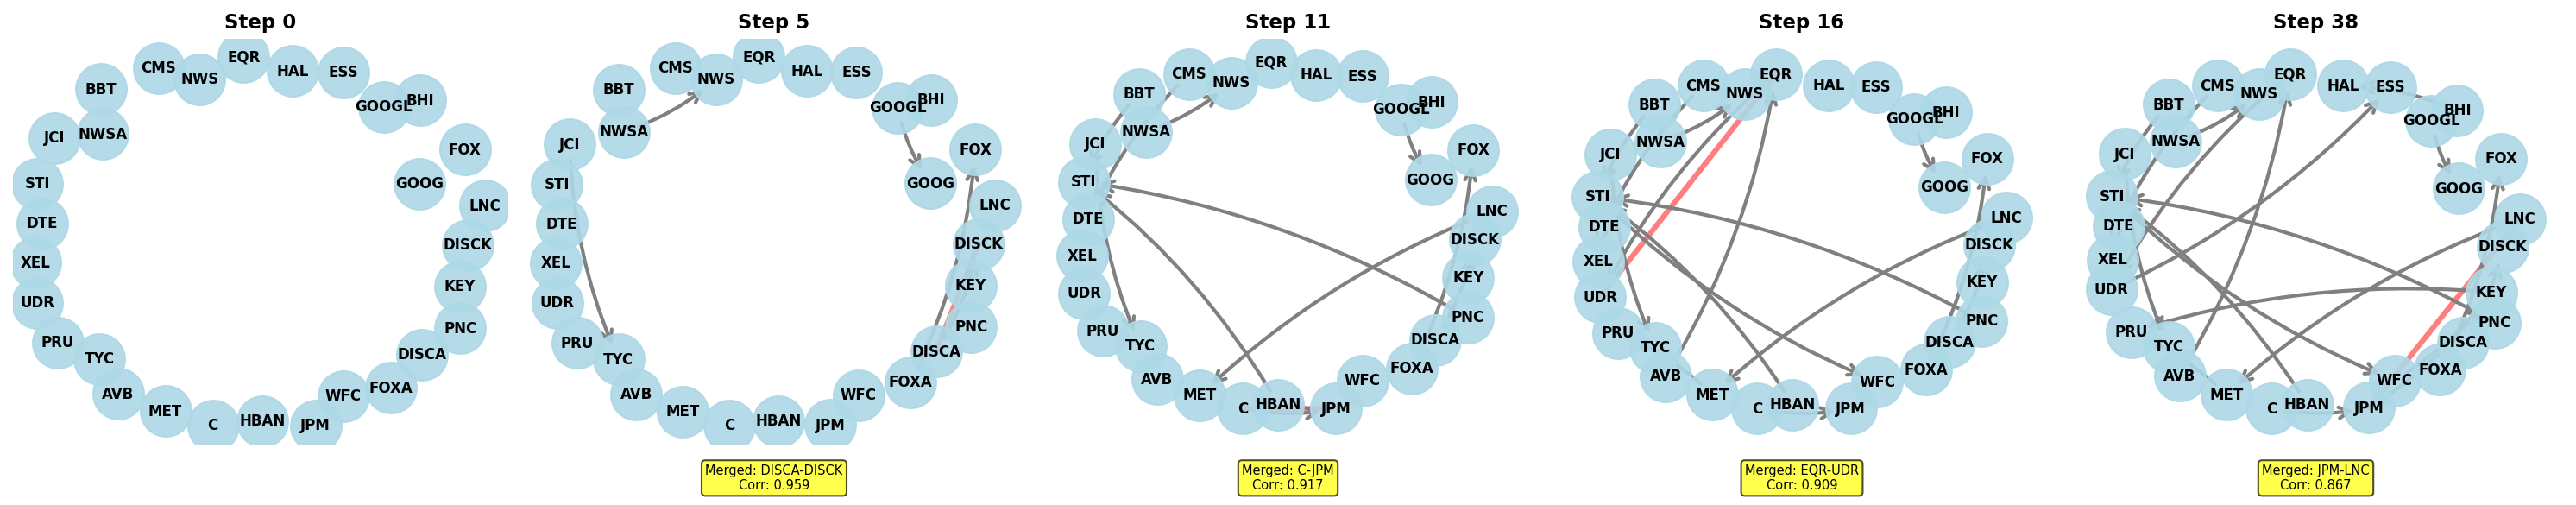 Step 0
CMS
NWS
EQR
HAL
ESS
BBT
GOOGL
BHI
JCI
NWSA
FOX
STI
GOOG
LNC
DTE
DISCK
XEL
KEY
UDR
PNC
PRU
TYC
DISCA
AVB
FOXA
MET
WFC
C
HBAN
JPM
Step 5
CMS
NWS
EQR
HAL
ESS
BBT
GOOGL
BHI
NWSA
JCI
FOX
STI
GOOG
LNC
DTE
DISCK
XEL
KEY
UDR
PNC
PRU
TYC
DISCA
AVB
FOXA
MET
WFC
C
HBAN
JPM
Merged: DISCA-DISCK
Corr: 0.959
Step 11
CMS
NWS
EQR
HAL
ESS
BBT
GOOGL
BHI
NWSA
JCI
FOX
STI
GOOG
LNC
DTE
DISCK
XEL
KEY
UDR
PNC
PRU
TYC
DISCA
AVB
FOXA
MET
WFC
C
HBAN
JPM
Merged: C-JPM
Corr: 0.917
Step 16
CMS
NWS
EQR
HAL
ESS
BBT
GOOGL
BHI
NWSA
JCI
FOX
STI
GOOG
LNC
DTE
DISCK
XEL
KEY
UDR
PNC
PRU
TYC
DISCA
AVB
FOXA
MET
WFC
C
HBAN
JPM
Merged: EQR-UDR
Corr: 0.909
Step 38
CMS
NWS
EQR
HAL
ESS
BBT
GOOGL
BHI
NWSA
JCI
FOX
STI
GOOG
LNC
DTE
DISCK
XEL
KEY
UDR
PNC
PRU
TYC
DISCA
AVB
FOXA
MET
WFC
C
HBAN
JPM
Merged: JPM-LNC
Corr: 0.867